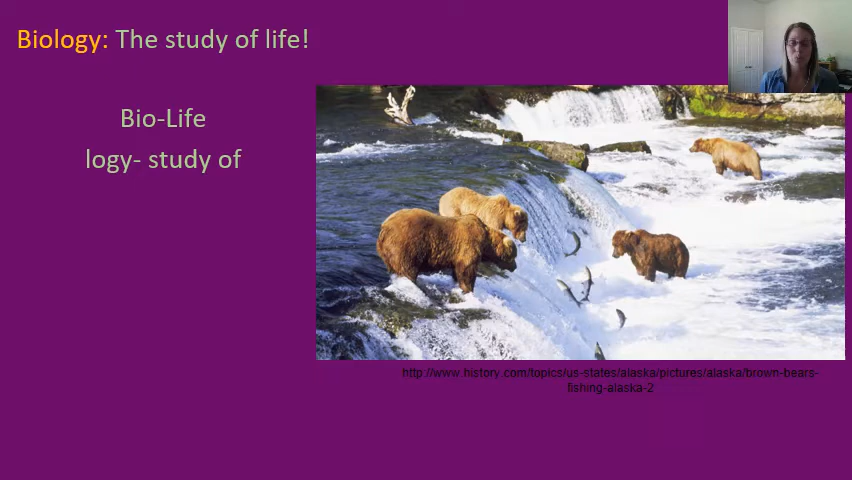 Biology: The study of life!
Bio-Life
logy- study of
http://www.history.com/topics/us-states/alaska/pictures/alaska/brown-bears-
fishing-alaska-2